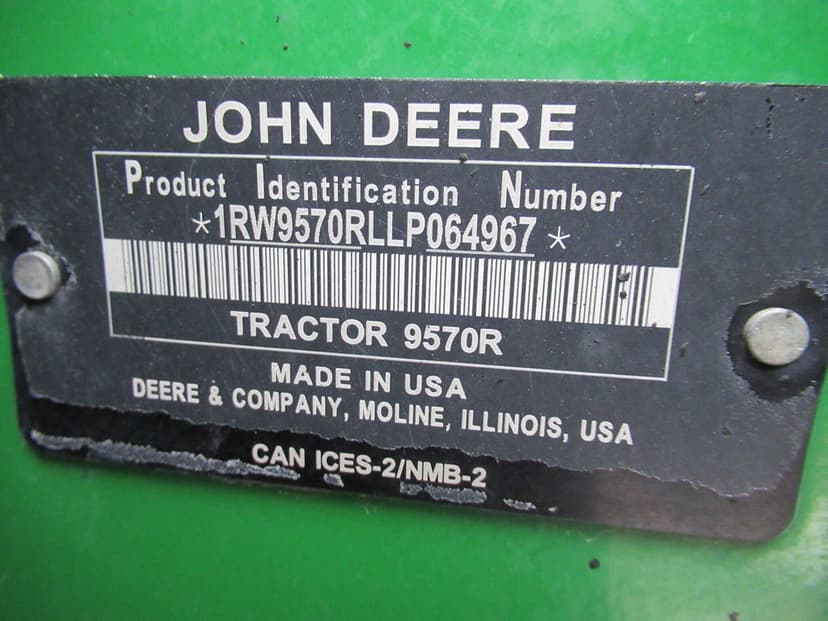 JOHN DEERE
Product Identification Number
*1RW9570RLLP064967*
TRACTOR 9570R
MADE IN USA
DEERE & COMPANY, MOLINE, ILLINOIS, USA
CAN ICES-2/NMB-2